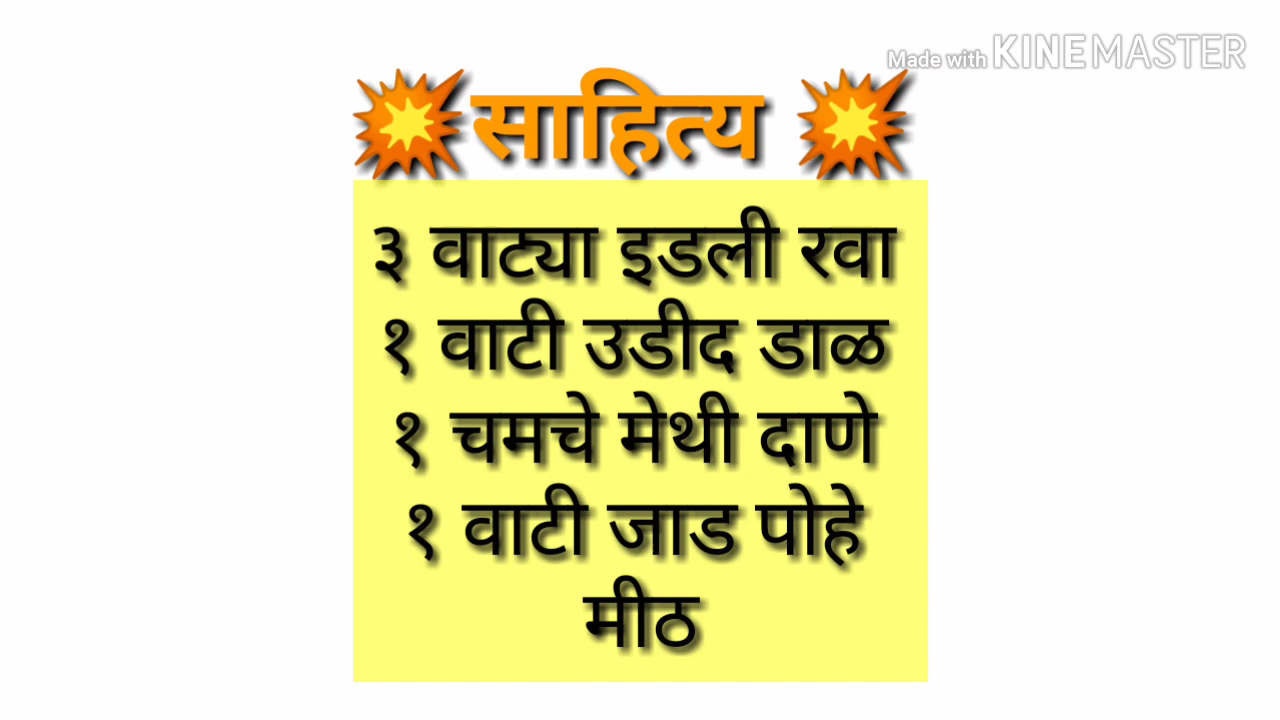 Made with KINEMASTER
💥साहित्य 💥
३ वाट्या इडली रवा
१ वाटी उडीद डाळ
१ चमचे मेथी दाणे
१ वाटी जाड पोहे
मीठ